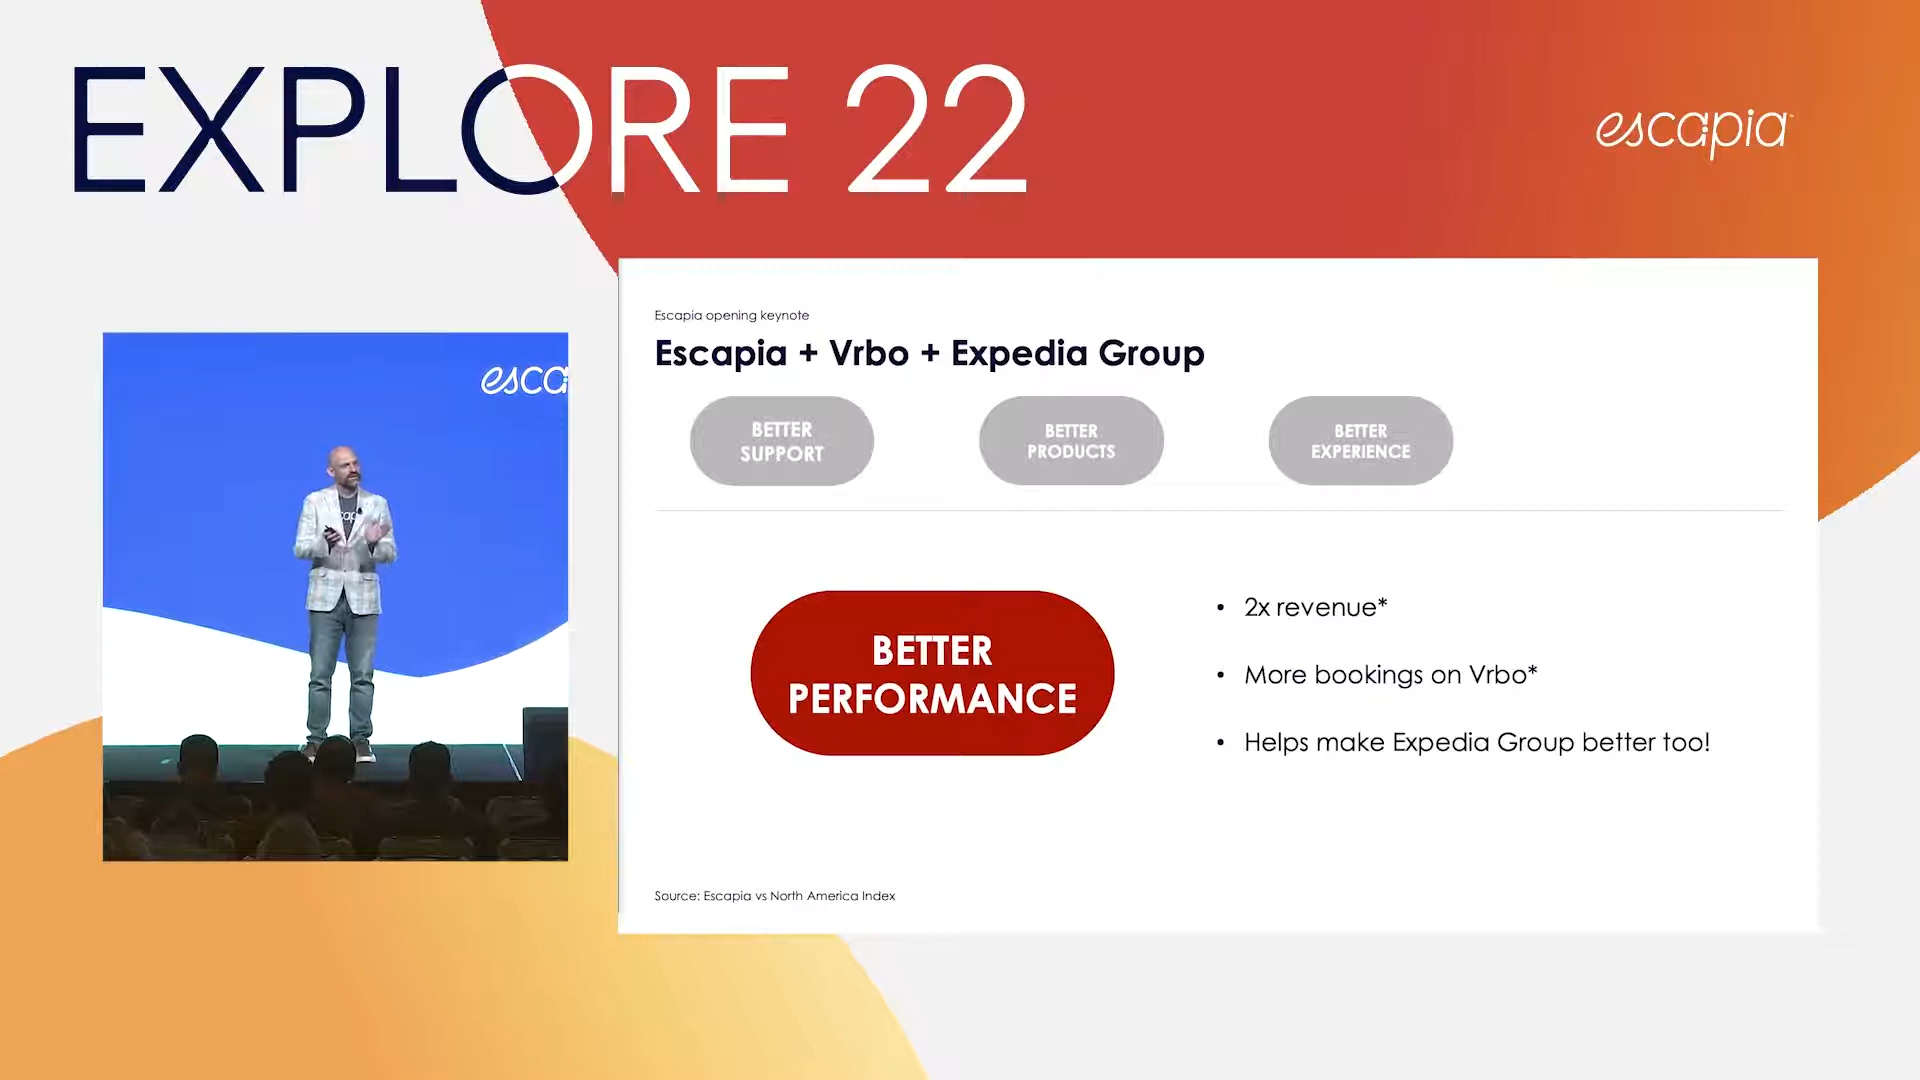 EXPLORE 22
escapia
Escapia opening keynote
Escapia + Vrbo + Expedia Group
BETTER
SUPPORT
BETTER
PRODUCTS
BETTER
EXPERIENCE
esca
BETTER
PERFORMANCE
• 2x revenue*
• More bookings on Vrbo*
• Helps make Expedia Group better too!
Source: Escapia vs North America Index